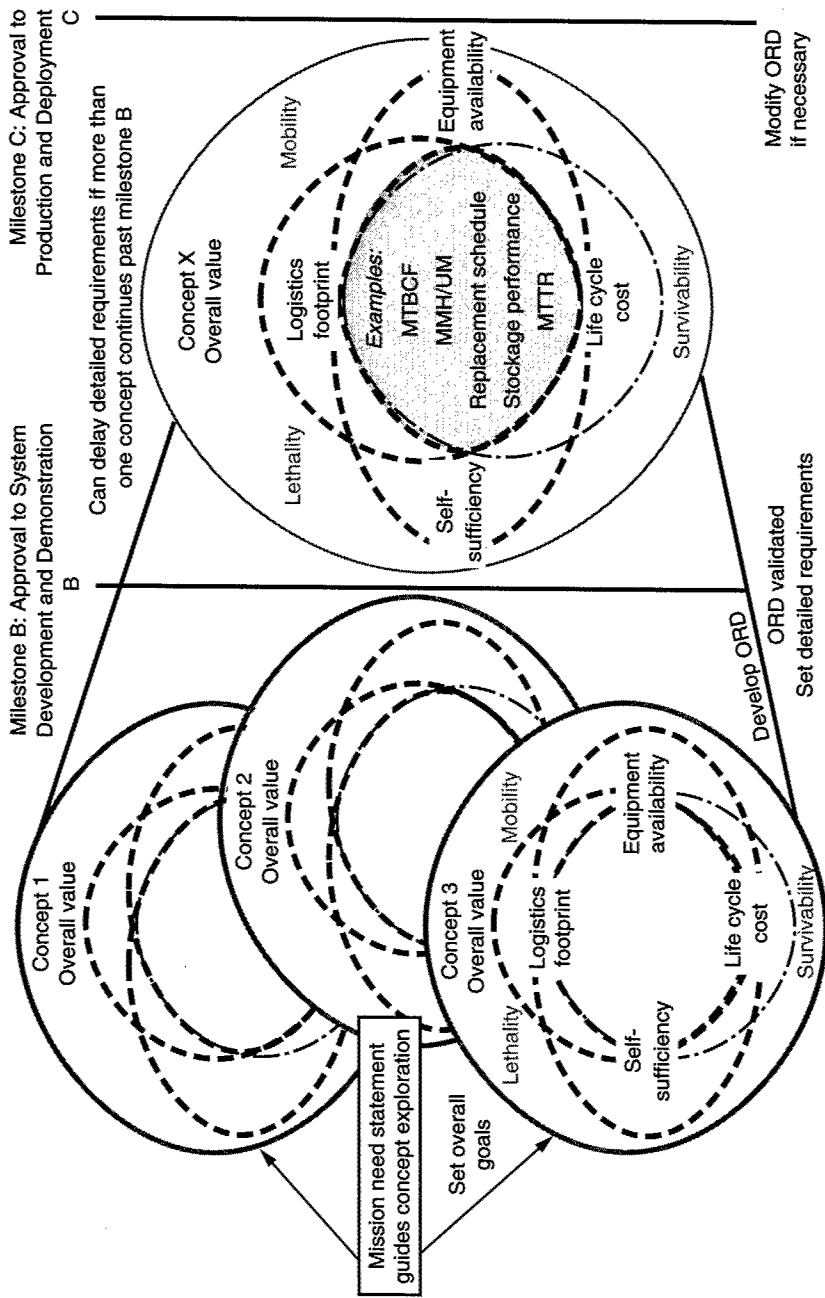 Milestone B: Approval to System
Development and Demonstration
B
Milestone C: Approval to
Production and Deployment
C
Can delay detailed requirements if more than
one concept continues past milestone B
Concept 1
Overall value
Concept 2
Overall value
Concept 3
Overall value
Lethality
Mobility
Logistics
footprint
Self-
sufficiency
Equipment
availability
Life cycle
cost
Survivability
Mission need statement
guides concept exploration
Set overall
goals
Develop ORD
ORD validated
Set detailed requirements
Concept X
Overall value
Lethality
Mobility
Logistics
footprint
Self-
sufficiency
Equipment
availability
Examples:
MTBCF
MMH/UM
Replacement schedule
Stockage performance
MTTR
Life cycle
cost
Survivability
Modify ORD
if necessary